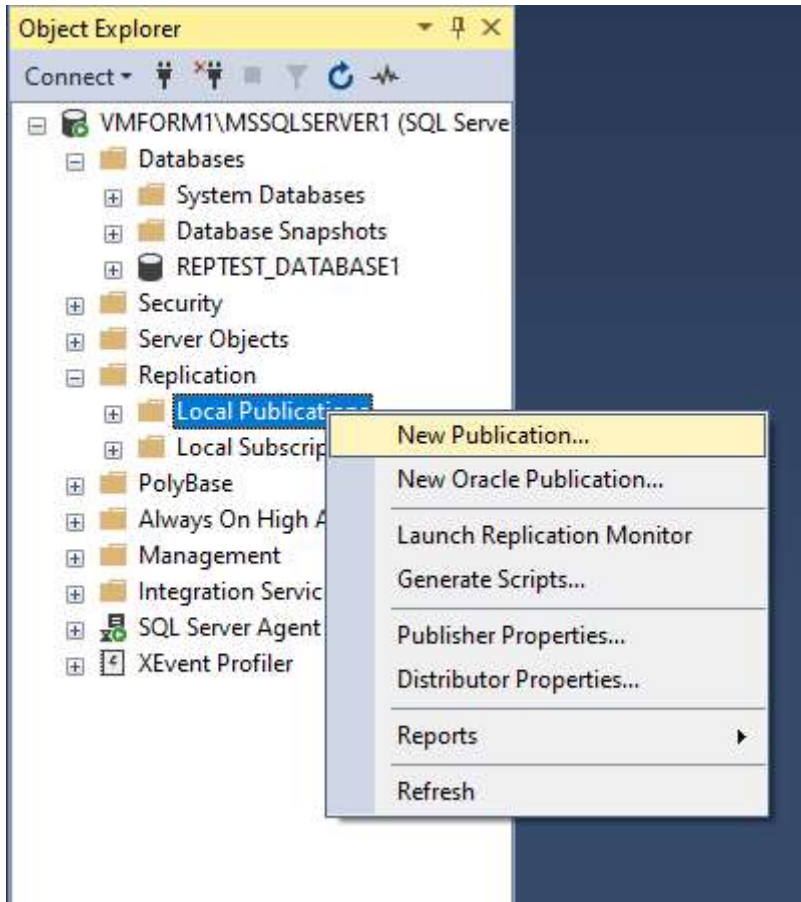 Object Explorer
Connect
VMFORM1\MSSQLSERVER1 (SQL Serve
Databases
System Databases
Database Snapshots
REPTEST_DATABASE1
Security
Server Objects
Replication
Local Publications
Local Subscrip
PolyBase
Always On High A
Management
Integration Servic
SQL Server Agent
XEvent Profiler
New Publication...
New Oracle Publication...
Launch Replication Monitor
Generate Scripts...
Publisher Properties...
Distributor Properties...
Reports
Refresh